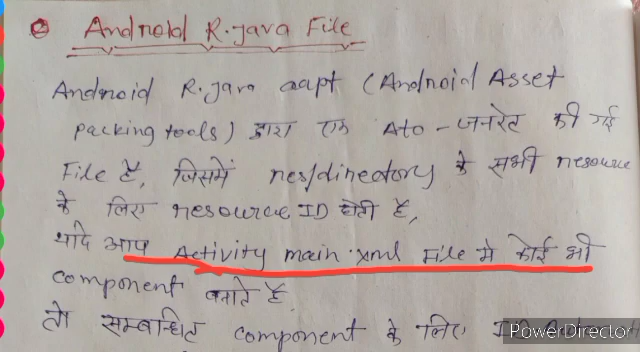 Android R.java File
Android R.java aapt (Android Asset
packing tools) द्वारा एक Ato-जनरेट की गई
File है, जिसमें res/directory के सभी resource
के लिए resource ID होती है,
यदि आप Activity main.xml File मे कोई भी
component बनाते है
तो सम्बन्धित component के लिए ID
PowerDirector